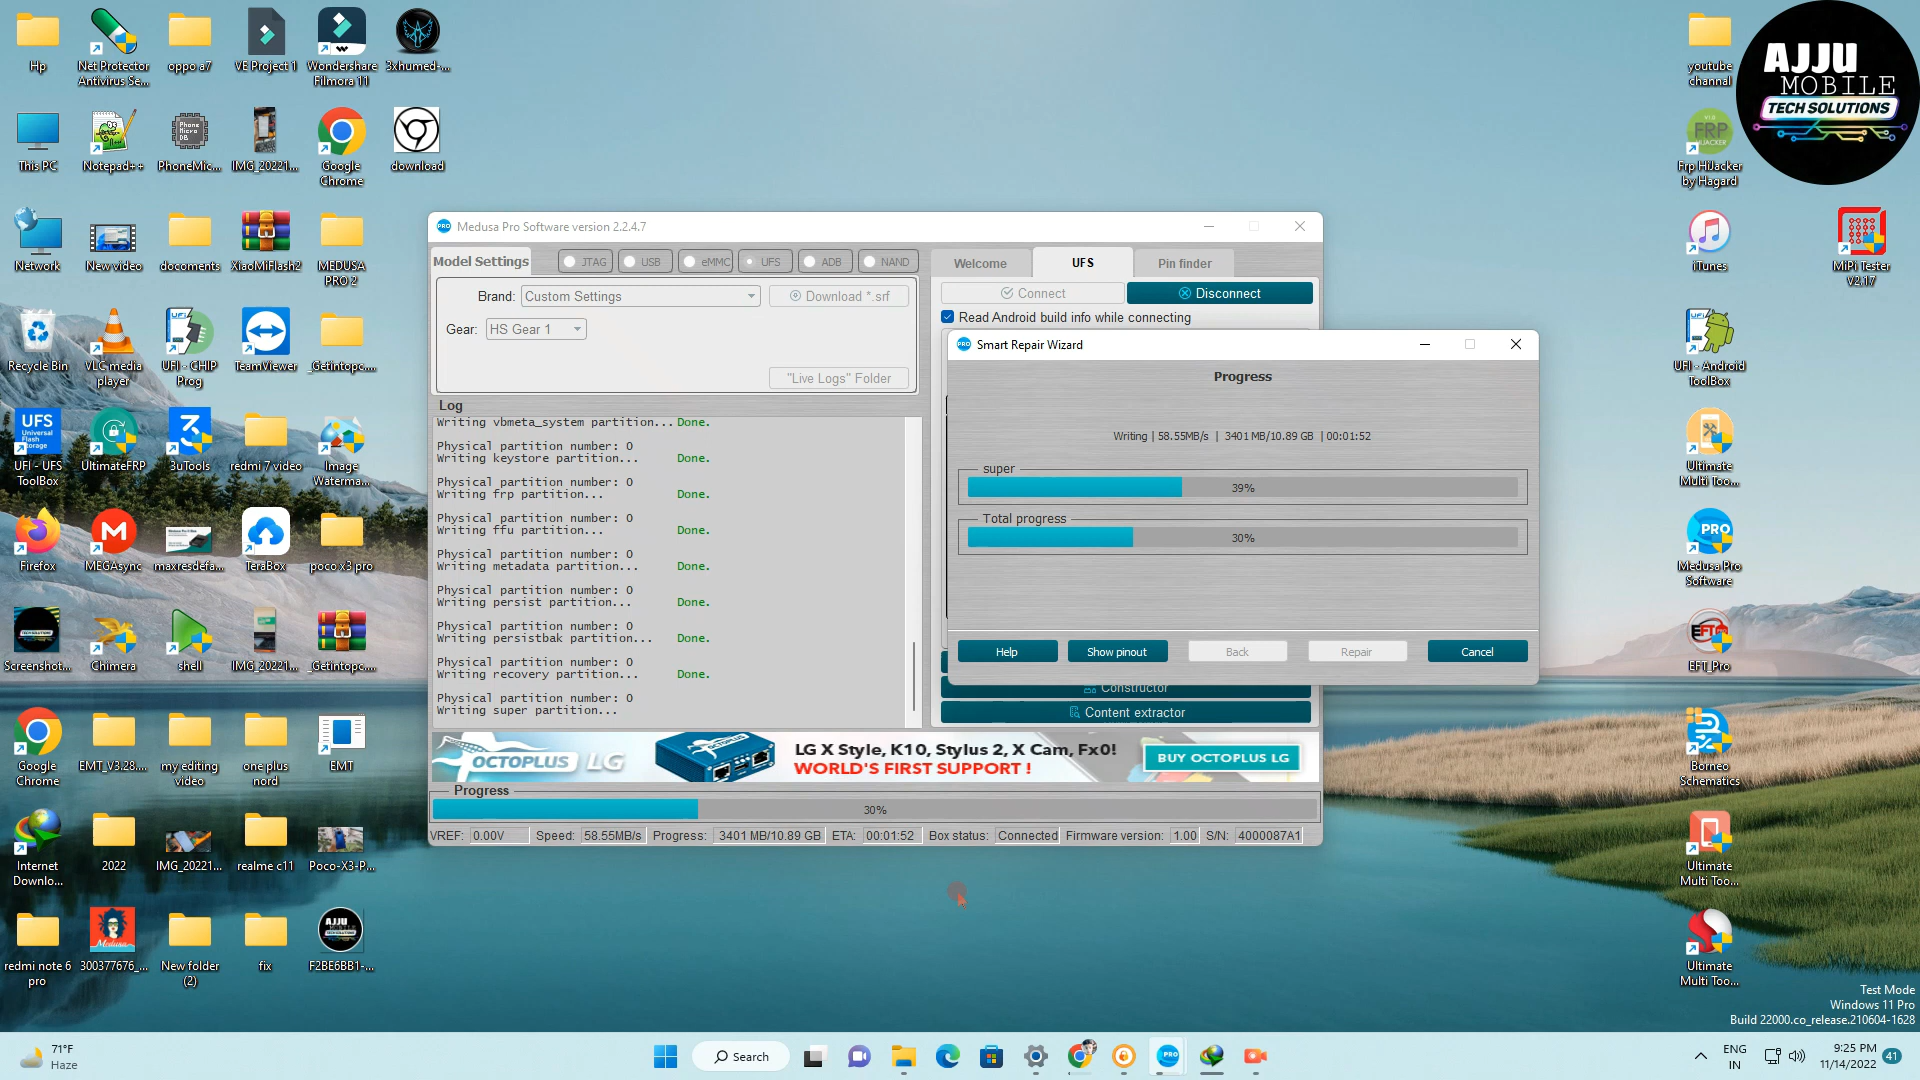 Hp
Net Protector
Antivirus Se...
oppo a7
VE Project 1
Wondershare
Filmora 11
3xhumed-...
This PC
Notepad++
PhoneMic...
IMG_20221...
Google
Chrome
download
Network
New video
docoments
XiaoMiFlash2
MEDUSA
PRO 2
Recycle Bin
VLC media
player
UFI - CHIP
Prog
TeamViewer
_Getintopc....
UFS
Universal
Flash
Storage
UFI - UFS
ToolBox
UltimateFRP
3uTools
redmi 7 video
Image
Waterma...
Firefox
MEGAsync
maxresdefa...
TeraBox
poco x3 pro
Screenshot...
Chimera
shell
IMG_20221...
_Getintopc....
Google
Chrome
EMT_V3.28....
my editing
video
one plus
nord
EMT
Internet
Downlo...
2022
IMG_20221...
realme c11
Poco-X3-P...
redmi note 6
pro
300377676_...
New folder
(2)
fix
F2BE6BB1-...
Medusa Pro Software version 2.2.4.7
Model Settings
JTAG
USB
eMMC
UFS
ADB
NAND
Brand:
Custom Settings
Download *.srf
Gear:
HS Gear 1
"Live Logs" Folder
Log
Writing vbmeta_system partition... Done.
Physical partition number: 0
Writing keystore partition... Done.
Physical partition number: 0
Writing frp partition... Done.
Physical partition number: 0
Writing ffu partition... Done.
Physical partition number: 0
Writing metadata partition... Done.
Physical partition number: 0
Writing persist partition... Done.
Physical partition number: 0
Writing persistbak partition... Done.
Physical partition number: 0
Writing recovery partition... Done.
Physical partition number: 0
Writing super partition...
Welcome
UFS
Pin finder
Connect
Disconnect
Read Android build info while connecting
Smart Repair Wizard
Progress
Writing | 58.55MB/s | 3401 MB/10.89 GB | 00:01:52
super
39%
Total progress
30%
Help
Show pinout
Back
Repair
Cancel
Constructor
Content extractor
OCTOPLUS LG
OCTOPLUS
LG X Style, K10, Stylus 2, X Cam, Fx0!
WORLD'S FIRST SUPPORT !
BUY OCTOPLUS LG
Progress
30%
VREF: 0.00V Speed: 58.55MB/s Progress: 3401 MB/10.89 GB ETA: 00:01:52 Box status: Connected Firmware version: 1.00 S/N: 4000087A1
youtube
channel
AJJU
MOBILE
TECH SOLUTIONS
FRP
Frp HiJacker
by Hagard
iTunes
MiPi Tester
V2.17
UFI - Android
ToolBox
Ultimate
Multi Too...
PRO
Medusa Pro
Software
EFT_Pro
Borneo
Schematics
Ultimate
Multi Too...
Ultimate
Multi Too...
Test Mode
Windows 11 Pro
Build 22000.co_release.210604-1628
71°F
Haze
Search
ENG
IN
9:25 PM
11/14/2022
41